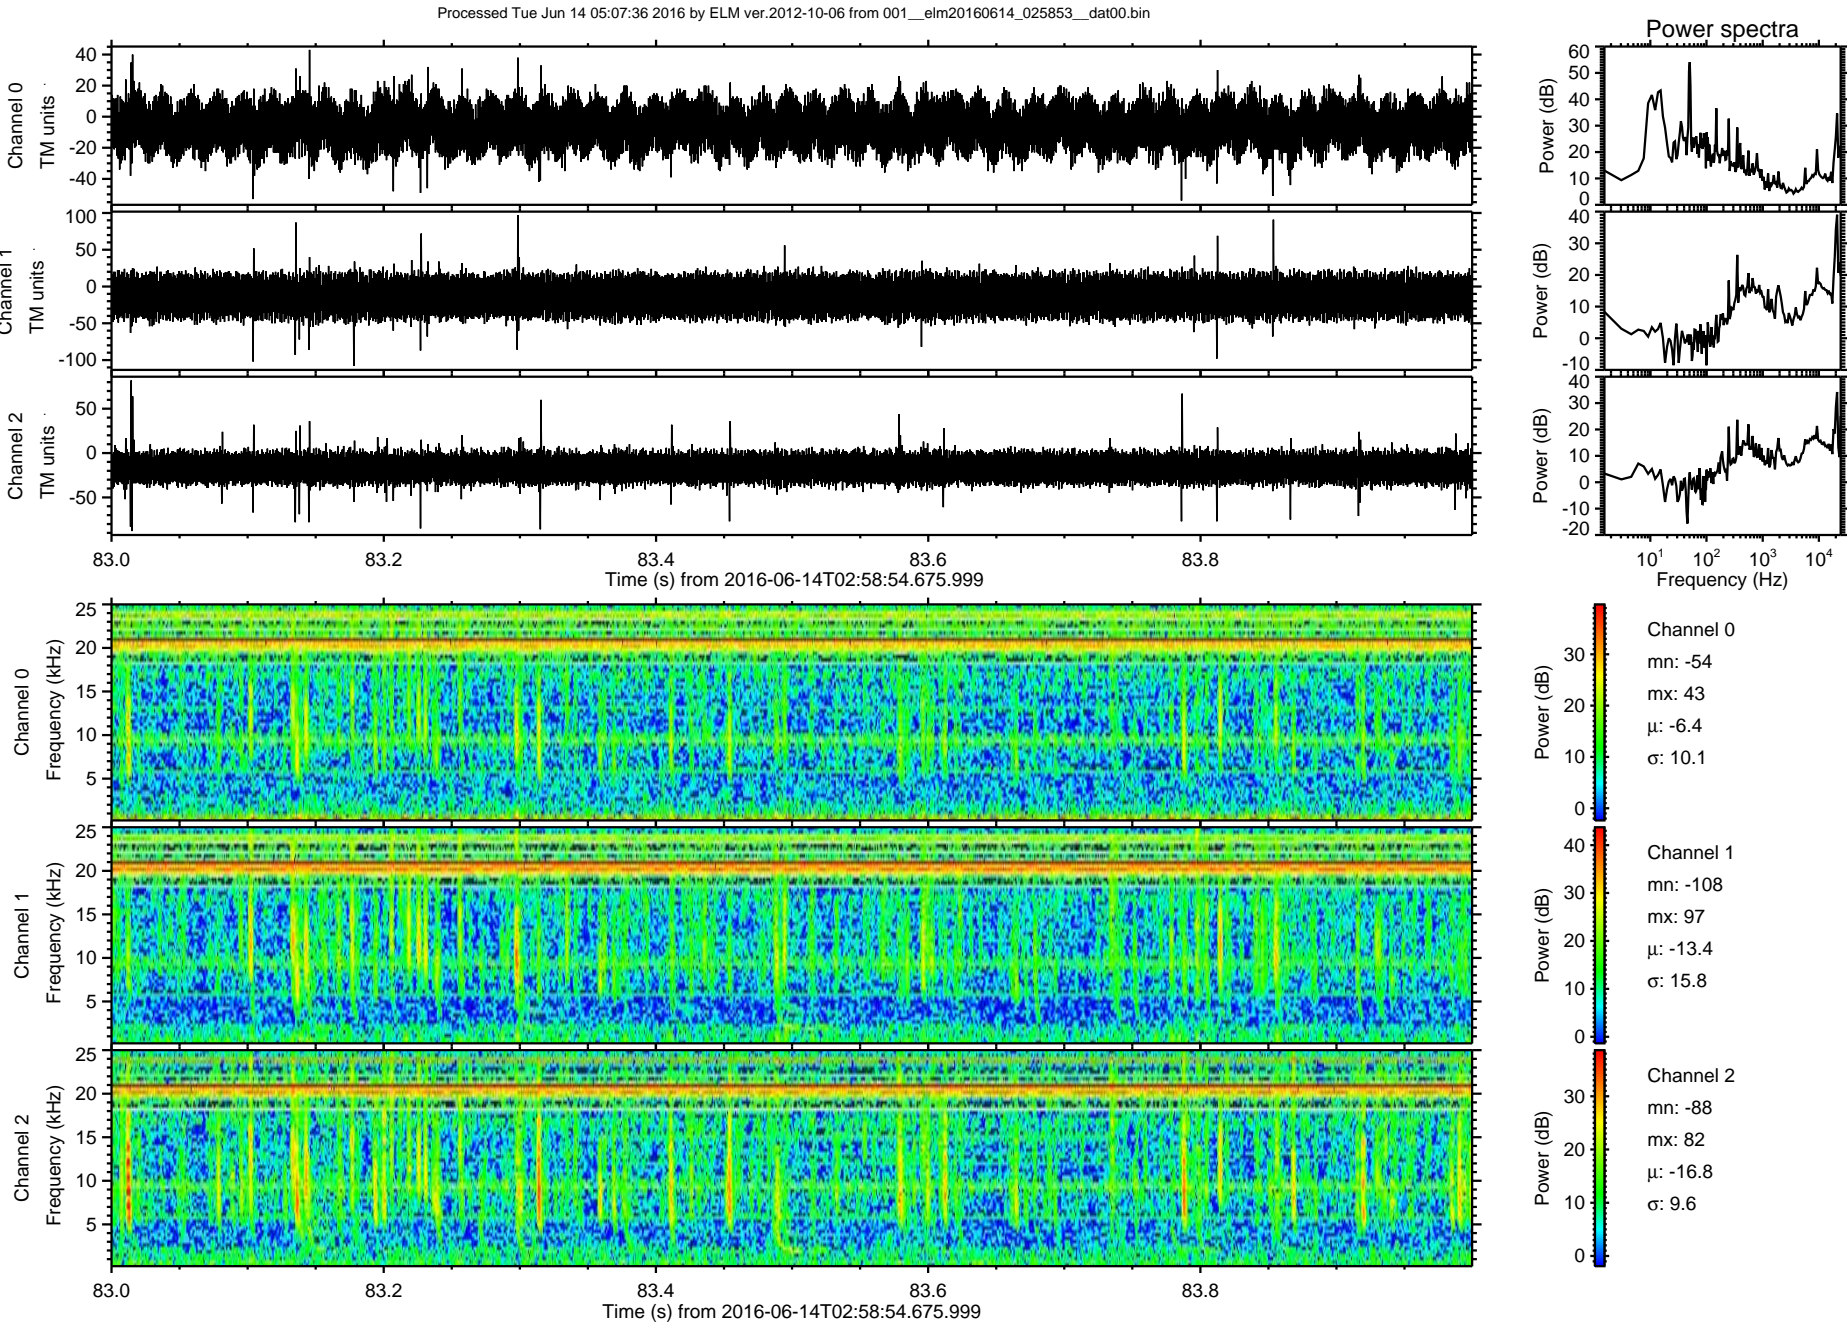 Processed Tue Jun 14 05:07:36 2016 by ELM ver.2012-10-06 from 001__elm20160614_025853__dat00.bin
Power spectra
Channel 0
TM units
40
20
0
-20
-40
Power (dB)
60
50
40
30
20
10
0
Channel 1
TM units
100
50
0
-50
-100
Power (dB)
40
30
20
10
0
-10
Channel 2
TM units
50
0
-50
Power (dB)
40
30
20
10
0
-10
-20
83.0 83.2 83.4 83.6 83.8
Time (s) from 2016-06-14T02:58:54.675.999
10¹ 10² 10³ 10⁴
Frequency (Hz)
Channel 0
Frequency (kHz)
25
20
15
10
5
Power (dB)
30
20
10
0
Channel 0
mn: -54
mx: 43
μ: -6.4
σ: 10.1
Channel 1
Frequency (kHz)
25
20
15
10
5
Power (dB)
40
30
20
10
0
Channel 1
mn: -108
mx: 97
μ: -13.4
σ: 15.8
Channel 2
Frequency (kHz)
25
20
15
10
5
Power (dB)
30
20
10
0
Channel 2
mn: -88
mx: 82
μ: -16.8
σ: 9.6
83.0 83.2 83.4 83.6 83.8
Time (s) from 2016-06-14T02:58:54.675.999